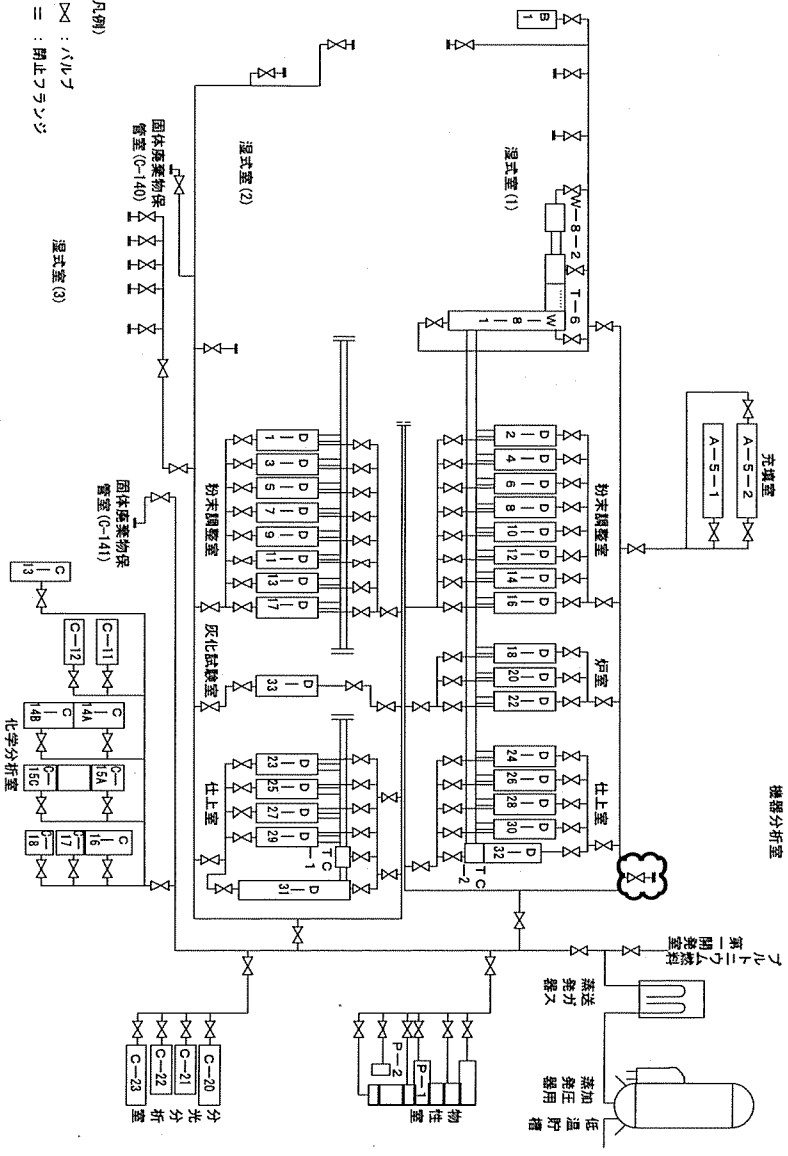 機器分析室
充填室
A-5-2
A-5-1
プルトニウム燃料
第一開発室
送ガス
蒸発器
加圧用
蒸発器
低温貯槽
B-1
湿式室(1)
W-8-2
T-6
W-8-1
粉末調整室
D-2
D-4
D-6
D-8
D-10
D-12
D-14
D-16
炉室
D-18
D-20
D-22
仕上室
D-24
D-26
D-28
D-30
D-32
TC-2
湿式室(2)
D-1
D-3
D-5
D-7
D-9
D-11
D-13
D-17
粉末調整室
D-33
灰化試験室
D-23
D-25
D-27
D-29
TC-1
D-31
仕上室
固体廃棄物保
管室(C-140)
湿式室(3)
固体廃棄物保
管室(C-141)
C-13
C-11
C-12
C-14A
C-14B
C-15A
C-15C
C-16
C-17
C-18
化学分析室
P-1
P-2
物性室
C-20
C-21
C-22
C-23
分光分析室
凡例)
：バルブ
：閉止フランジ